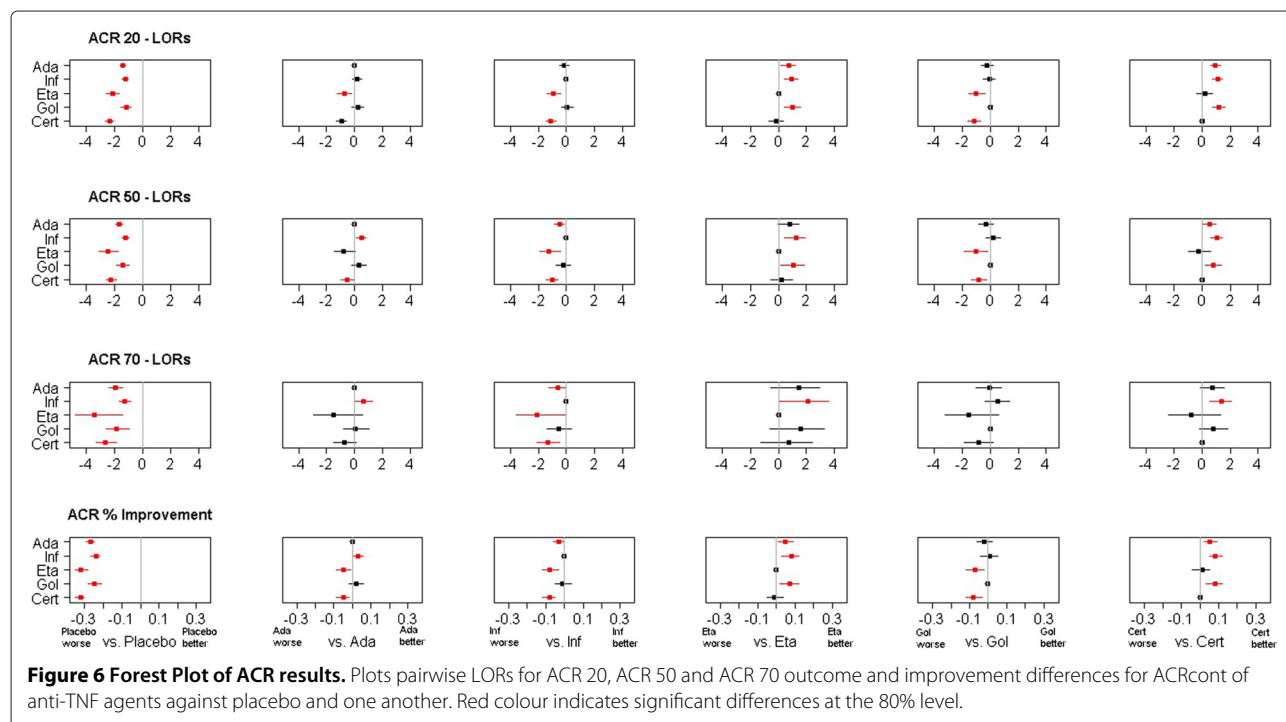 ACR 20 - LORs
Ada
Inf
Eta
Gol
Cert
-4 -2 0 2 4 -4 -2 0 2 4 -4 -2 0 2 4 -4 -2 0 2 4 -4 -2 0 2 4 -4 -2 0 2 4
ACR 50 - LORs
Ada
Inf
Eta
Gol
Cert
-4 -2 0 2 4 -4 -2 0 2 4 -4 -2 0 2 4 -4 -2 0 2 4 -4 -2 0 2 4 -4 -2 0 2 4
ACR 70 - LORs
Ada
Inf
Eta
Gol
Cert
-4 -2 0 2 4 -4 -2 0 2 4 -4 -2 0 2 4 -4 -2 0 2 4 -4 -2 0 2 4 -4 -2 0 2 4
ACR % Improvement
Ada
Inf
Eta
Gol
Cert
-0.3 -0.1 0.1 0.3 -0.3 -0.1 0.1 0.3 -0.3 -0.1 0.1 0.3 -0.3 -0.1 0.1 0.3 -0.3 -0.1 0.1 0.3 -0.3 -0.1 0.1 0.3
Placebo worse vs. Placebo Placebo better
Ada worse vs. Ada Ada better
Inf worse vs. Inf Inf better
Eta worse vs. Eta Eta better
Gol worse vs. Gol Gol better
Cert worse vs. Cert Cert better
Figure 6 Forest Plot of ACR results. Plots pairwise LORs for ACR 20, ACR 50 and ACR 70 outcome and improvement differences for ACRcont of
anti-TNF agents against placebo and one another. Red colour indicates significant differences at the 80% level.